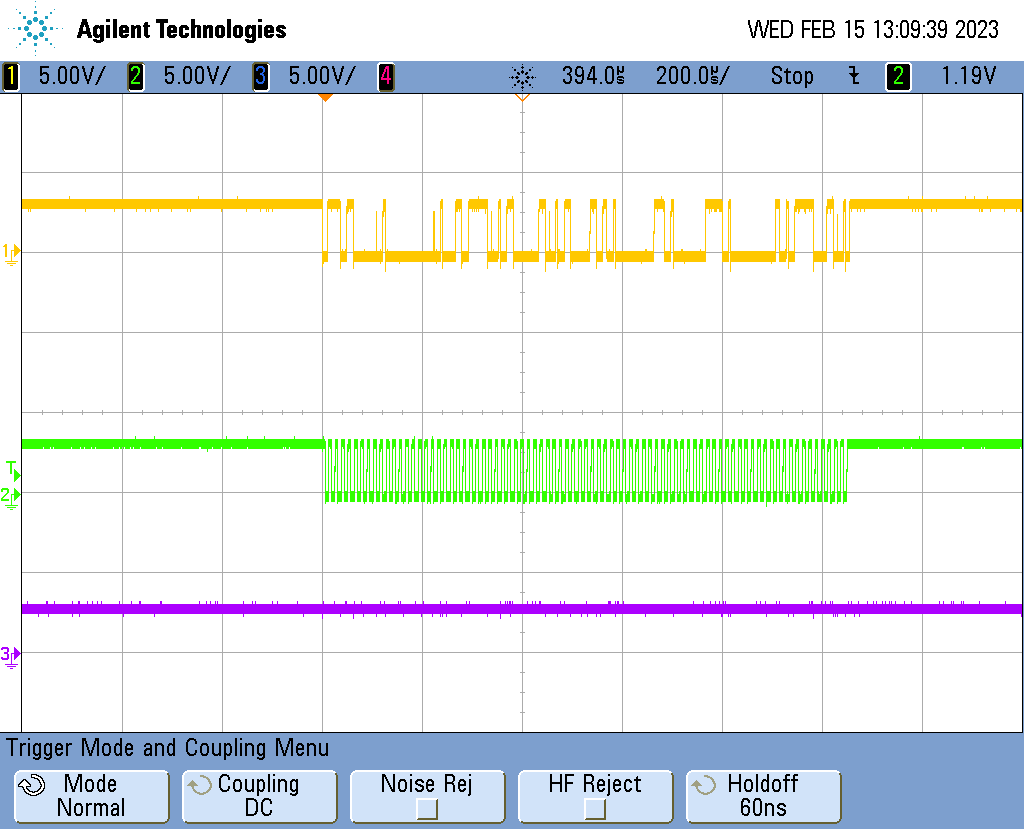 Agilent Technologies
WED FEB 15 13:09:39 2023
1 5.00V/ 2 5.00V/ 3 5.00V/ 4 394.0µs 200.0µs/ Stop 2 1.19V
1
T
2
3
Trigger Mode and Coupling Menu
Mode
Normal
Coupling
DC
Noise Rej
HF Reject
Holdoff
60ns